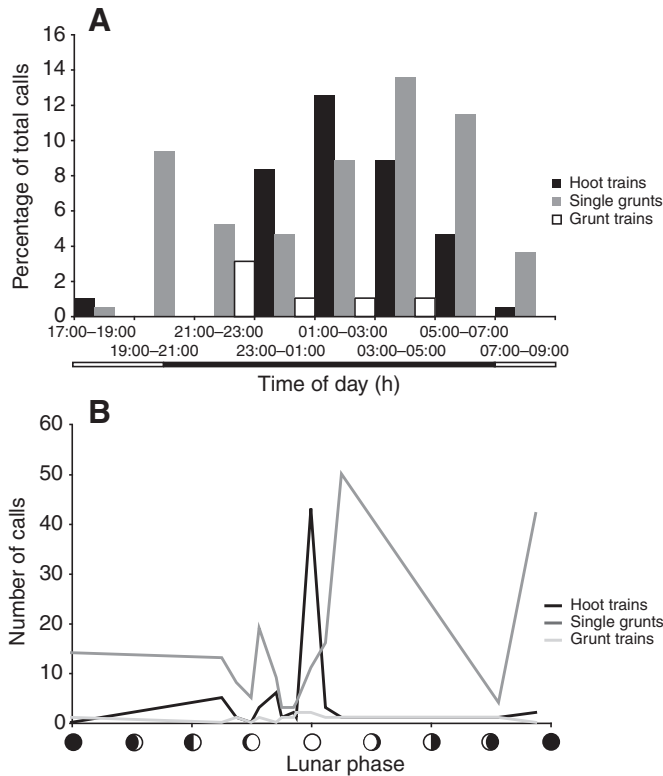 A
16
14
12
10
8
6
4
2
0
Percentage of total calls
Hoot trains
Single grunts
Grunt trains
17:00–19:00 21:00–23:00 01:00–03:00 05:00–07:00
19:00–21:00 23:00–01:00 03:00–05:00 07:00–09:00
Time of day (h)
B
60
50
40
30
20
10
0
Number of calls
Hoot trains
Single grunts
Grunt trains
Lunar phase